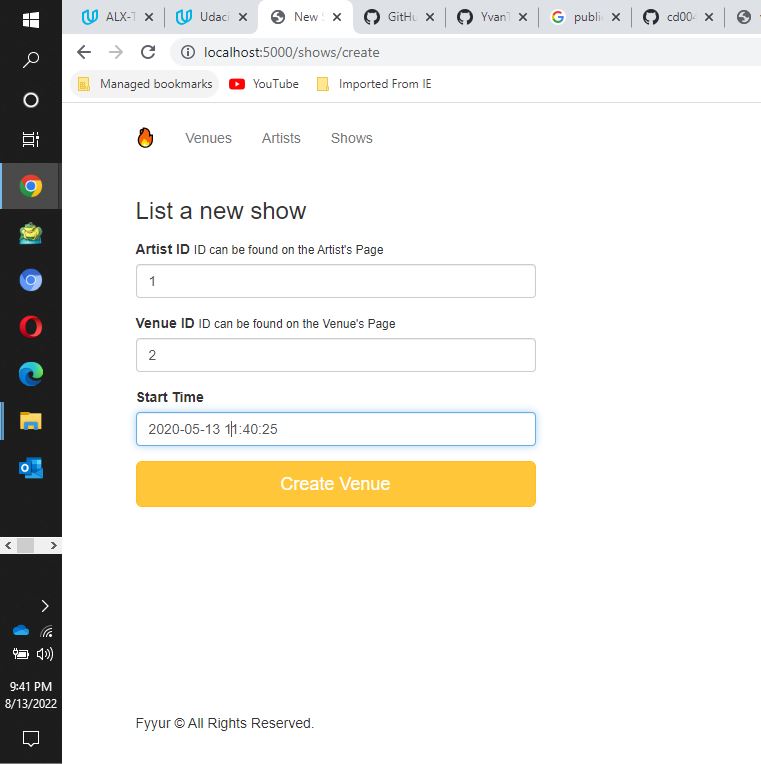 ALX-T
Udaci
New S
GitHu
YvanT
public
cd004
localhost:5000/shows/create
Managed bookmarks
YouTube
Imported From IE
Venues
Artists
Shows
List a new show
Artist ID ID can be found on the Artist's Page
1
Venue ID ID can be found on the Venue's Page
2
Start Time
2020-05-13 11:40:25
Create Venue
Fyyur © All Rights Reserved.
9:41 PM
8/13/2022